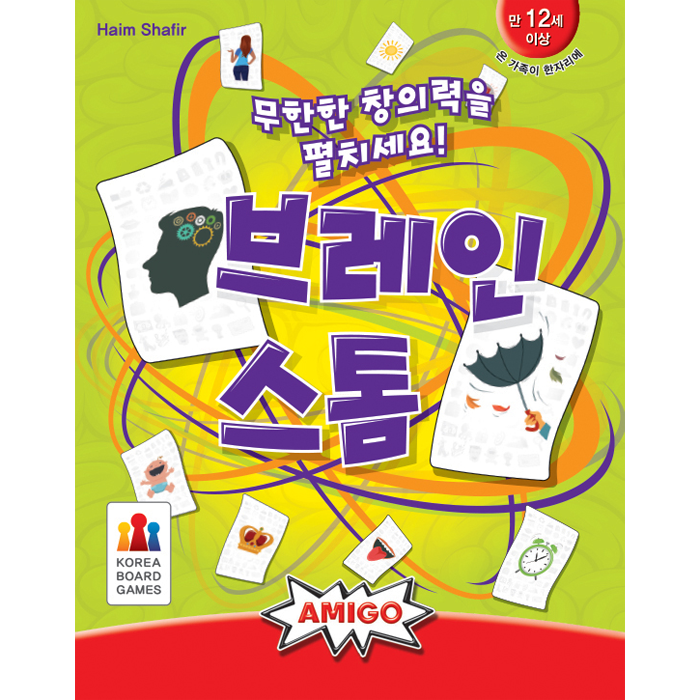 Haim Shafir
만 12세
이상
온 가족이 한자리에
무한한 창의력을
펼치세요!
브레인
스톰
KOREA
BOARD
GAMES
AMIGO